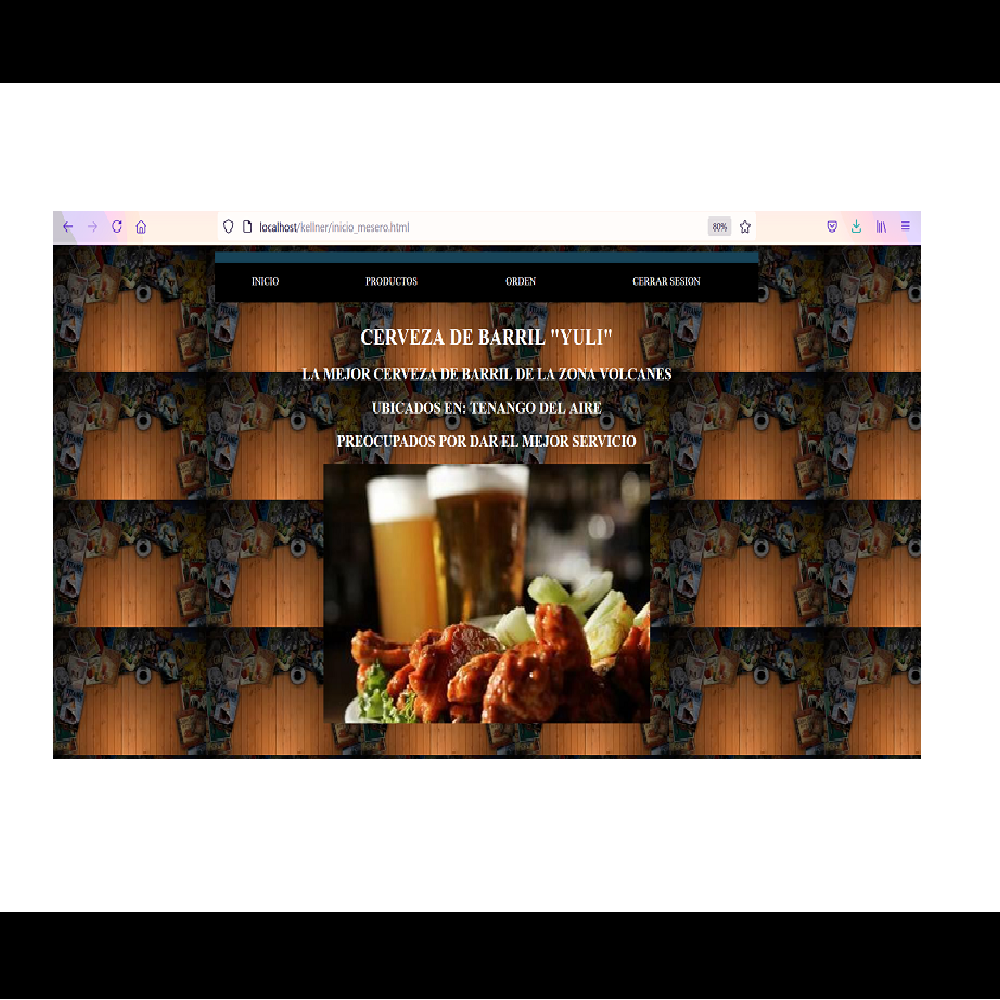 localhost/kellner/inicio_mesero.html
80%
INICIO PRODUCTOS ORDEN CERRAR SESION
CERVEZA DE BARRIL "YULI"
LA MEJOR CERVEZA DE BARRIL DE LA ZONA VOLCANES
UBICADOS EN: TENANGO DEL AIRE
PREOCUPADOS POR DAR EL MEJOR SERVICIO